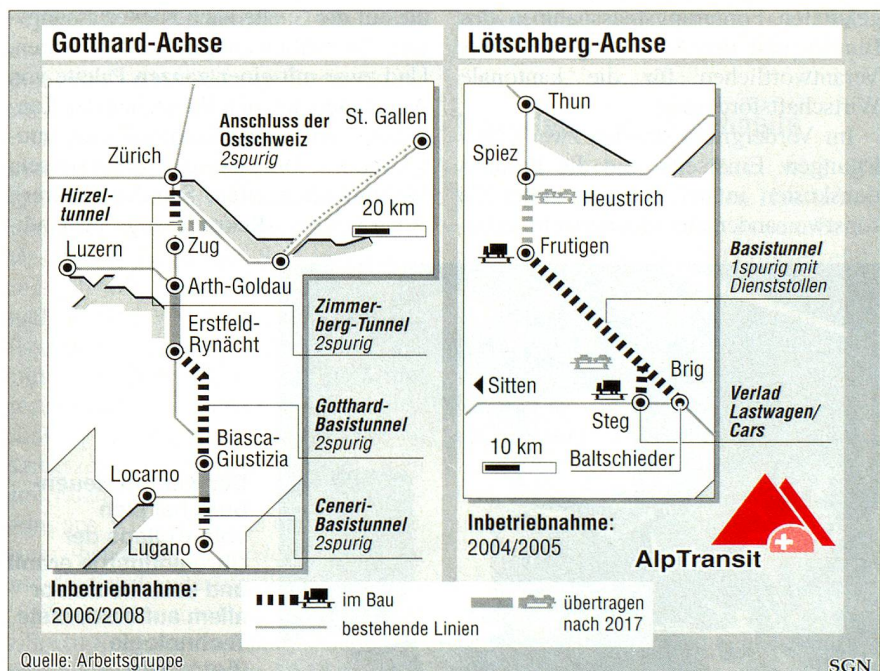 Gotthard-Achse
Anschluss der
Ostschweiz
2spurig
St. Gallen
Zürich
Hirzel-
tunnel
20 km
Luzern
Zug
Arth-Goldau
Erstfeld-
Rynächt
Zimmer-
berg-Tunnel
2spurig
Gotthard-
Basistunnel
2spurig
Biasca-
Giustizia
Locarno
Ceneri-
Basistunnel
2spurig
Lugano
Inbetriebnahme:
2006/2008
Lötschberg-Achse
Thun
Spiez
Heustrich
Frutigen
Basistunnel
1spurig mit
Dienststollen
Brig
Sitten
Steg
Verlad
Lastwagen/
Cars
10 km
Baltschieder
Inbetriebnahme:
2004/2005
AlpTransit
im Bau
bestehende Linien
übertragen
nach 2017
Quelle: Arbeitsgruppe
SGN